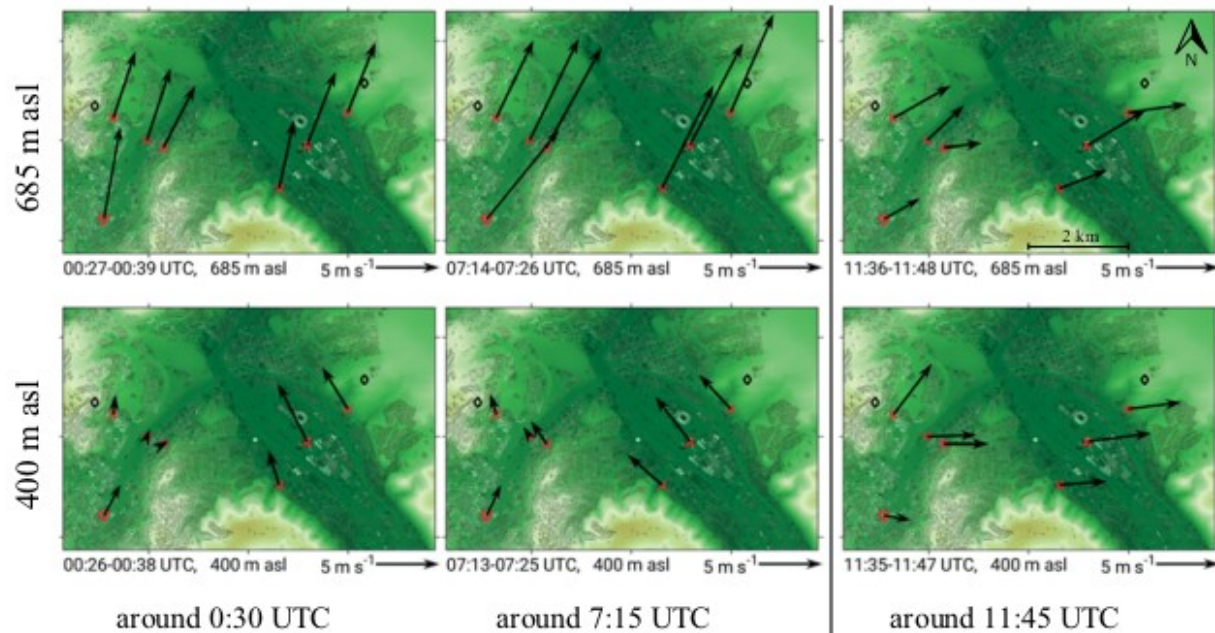 685 m asl
N
2 km
00:27-00:39 UTC, 685 m asl 5 m s⁻¹
07:14-07:26 UTC, 685 m asl 5 m s⁻¹
11:36-11:48 UTC, 685 m asl 5 m s⁻¹
400 m asl
00:26-00:38 UTC, 400 m asl 5 m s⁻¹
07:13-07:25 UTC, 400 m asl 5 m s⁻¹
11:35-11:47 UTC, 400 m asl 5 m s⁻¹
around 0:30 UTC
around 7:15 UTC
around 11:45 UTC